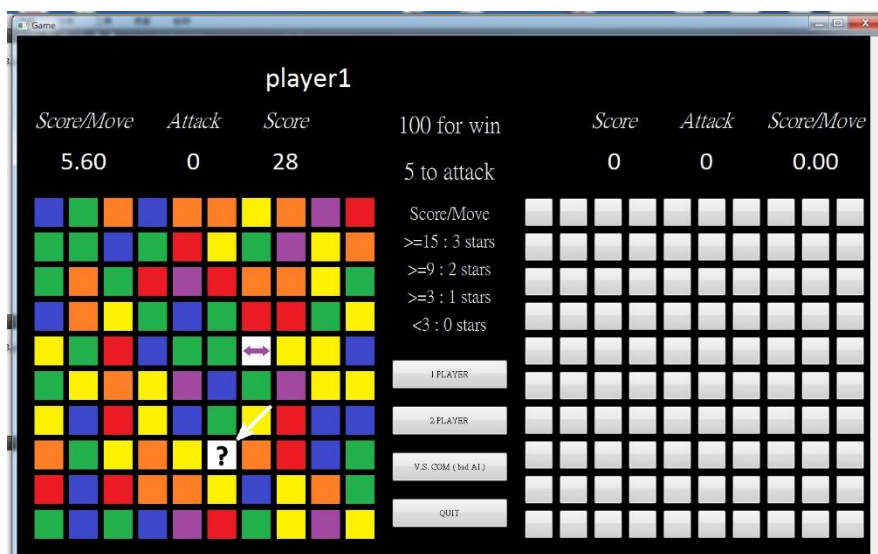 Game
player1
Score/Move Attack Score
5.60 0 28
100 for win
5 to attack
Score/Move
>=15 : 3 stars
>=9 : 2 stars
>=3 : 1 stars
<3 : 0 stars
1 PLAYER
2 PLAYER
V.S. COM ( bad AI )
QUIT
?
Score Attack Score/Move
0 0 0.00